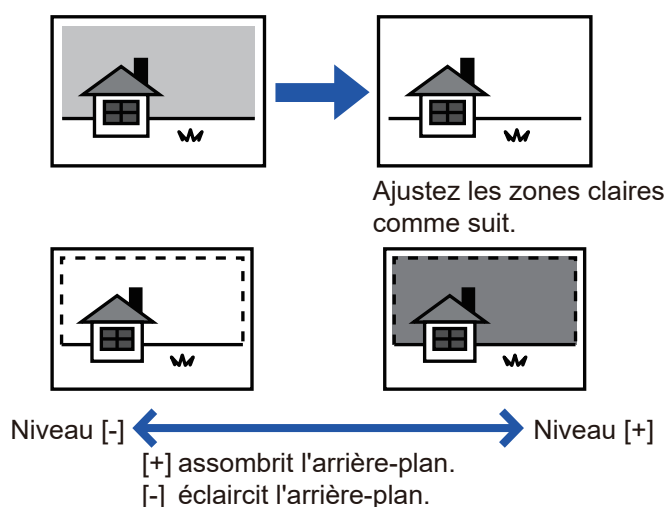 Ajustez les zones claires
comme suit.
Niveau [-]
Niveau [+]
[+] assombrit l'arrière-plan.
[-] éclaircit l'arrière-plan.